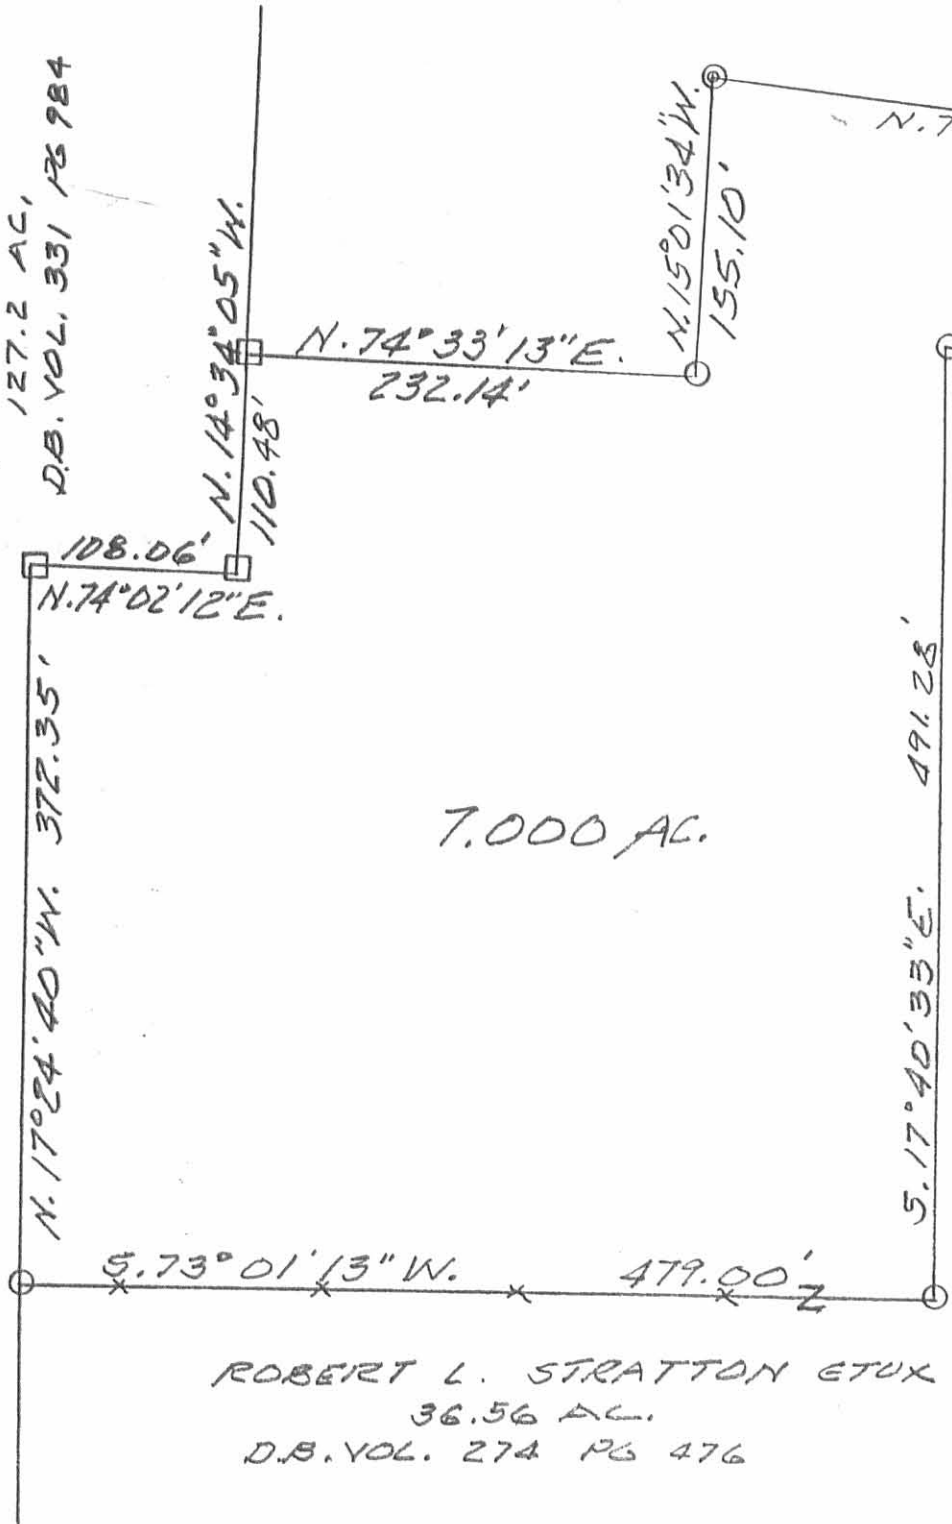 127.2 AC,
D.B. VOL. 331 PG 984
N. 14°34'05"W.
110.48'
N. 74°33'13"E.
232.14'
N. 15°01'34"W.
155.10'
N. 7
108.06'
N. 74°02'12"E.
N. 17°24'40"W. 372.35'
7.000 AC.
S. 17°40'33"E. 491.28'
S. 73°01'13"W. 479.00'
Z
ROBERT L. STRATTON ETUX
36.56 AC.
D.B. VOL. 274 PG 476